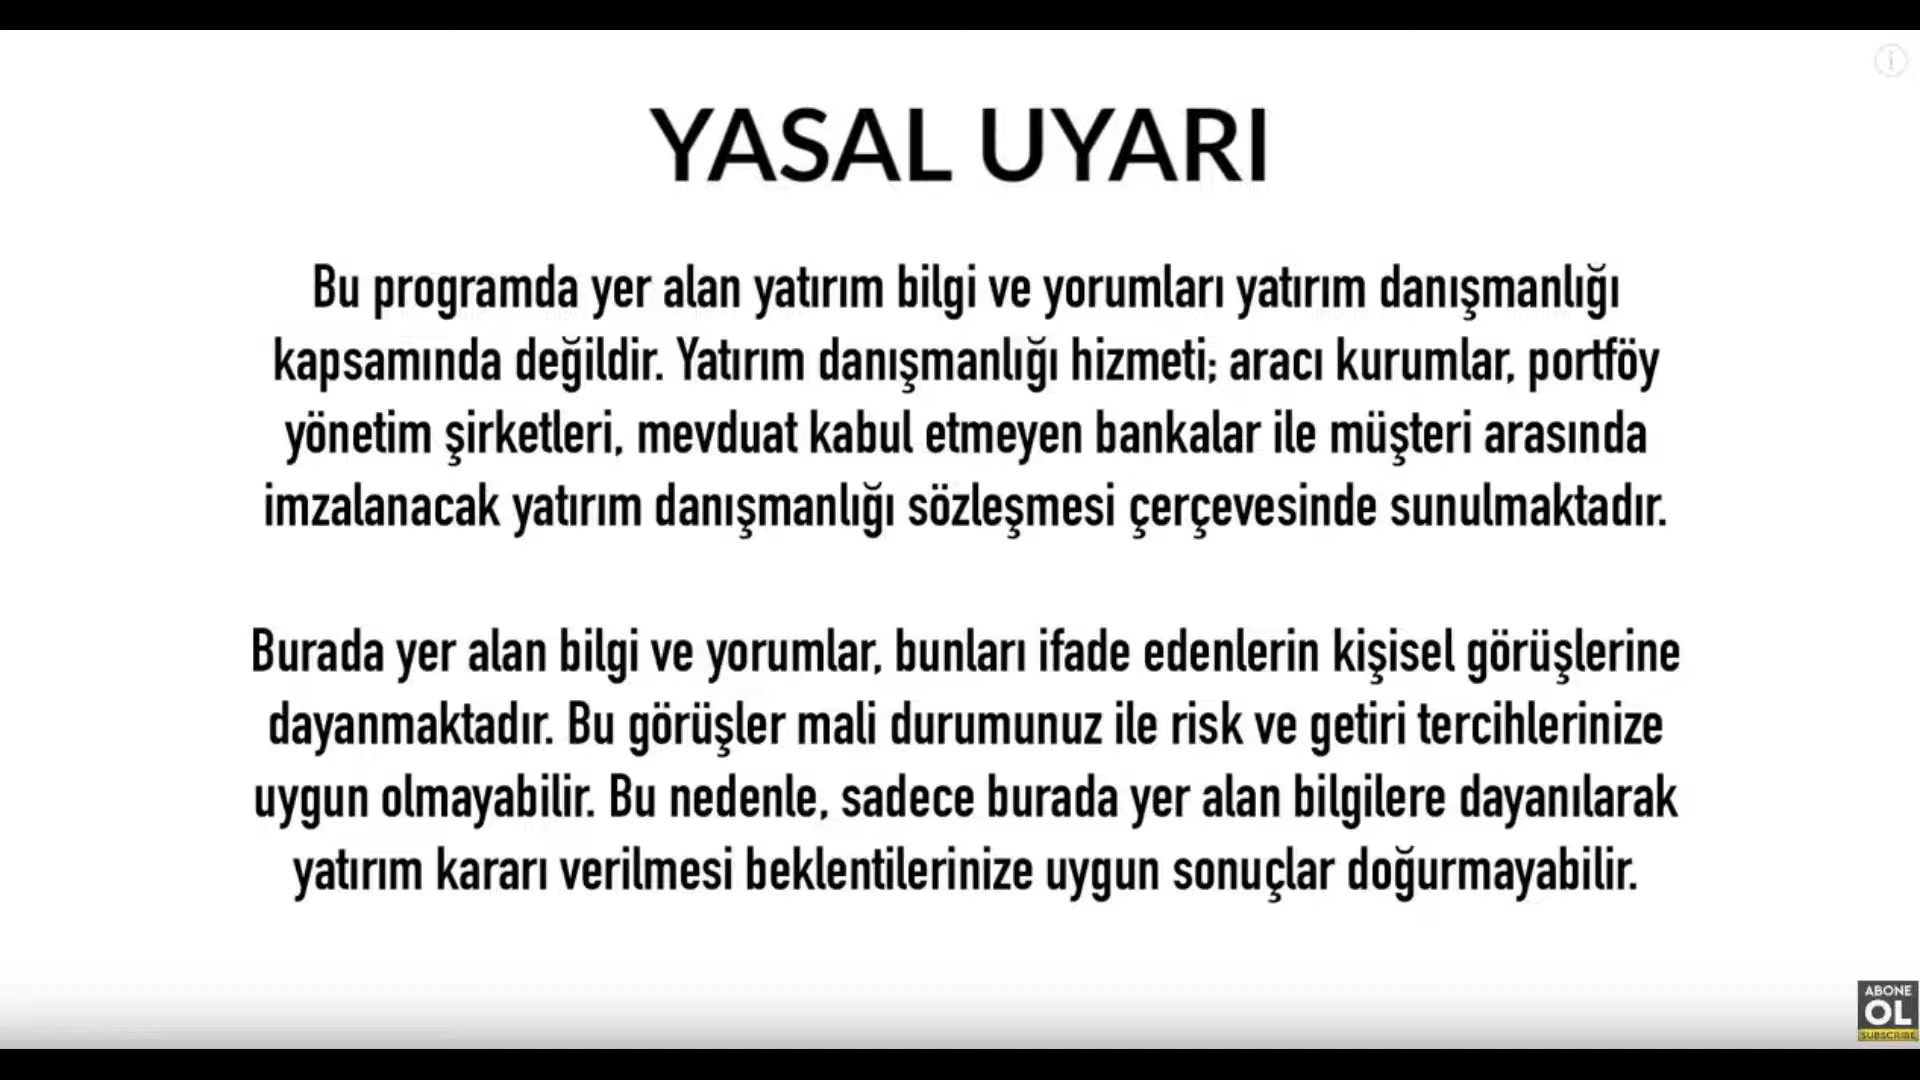 YASAL UYARI
Bu programda yer alan yatırım bilgi ve yorumları yatırım danışmanlığı
kapsamında değildir. Yatırım danışmanlığı hizmeti; aracı kurumlar, portföy
yönetim şirketleri, mevduat kabul etmeyen bankalar ile müşteri arasında
imzalanacak yatırım danışmanlığı sözleşmesi çerçevesinde sunulmaktadır.
Burada yer alan bilgi ve yorumlar, bunları ifade edenlerin kişisel görüşlerine
dayanmaktadır. Bu görüşler mali durumunuz ile risk ve getiri tercihlerinize
uygun olmayabilir. Bu nedenle, sadece burada yer alan bilgilere dayanılarak
yatırım kararı verilmesi beklentilerinize uygun sonuçlar doğurmayabilir.
ABONE
OL
SUBSCRIBE